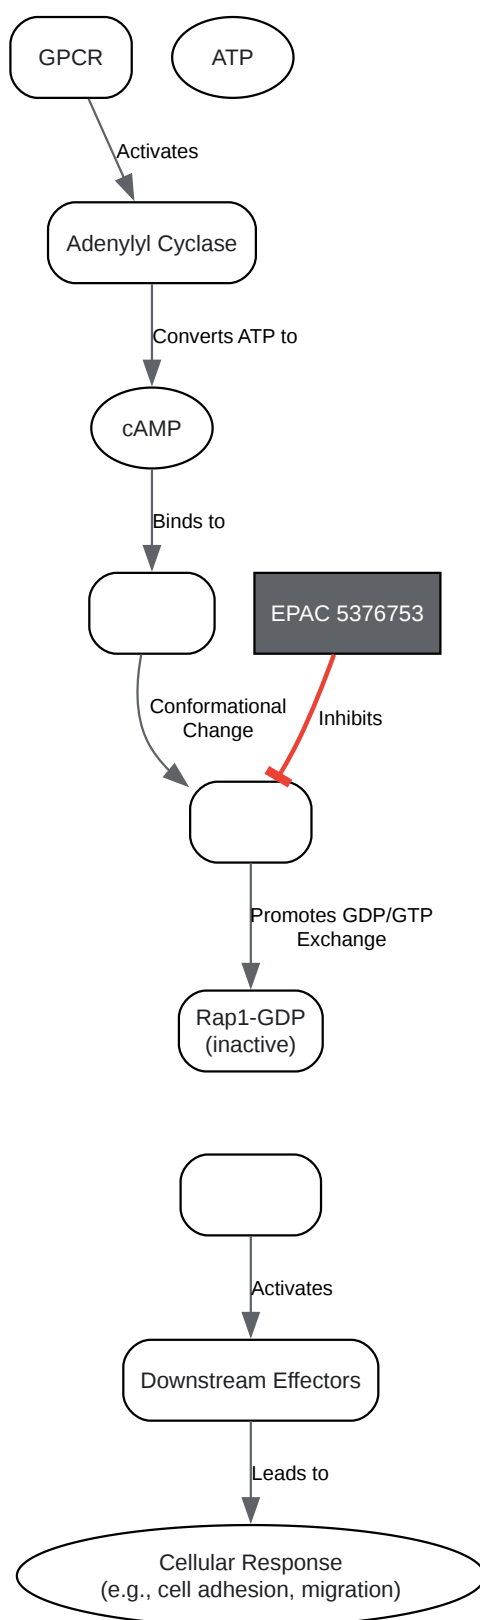 GPCR
ATP
Activates
Adenylyl Cyclase
Converts ATP to
cAMP
Binds to
EPAC 5376753
Conformational
Change
Inhibits
Promotes GDP/GTP
Exchange
Rap1-GDP
(inactive)
Activates
Downstream Effectors
Leads to
Cellular Response
(e.g., cell adhesion, migration)